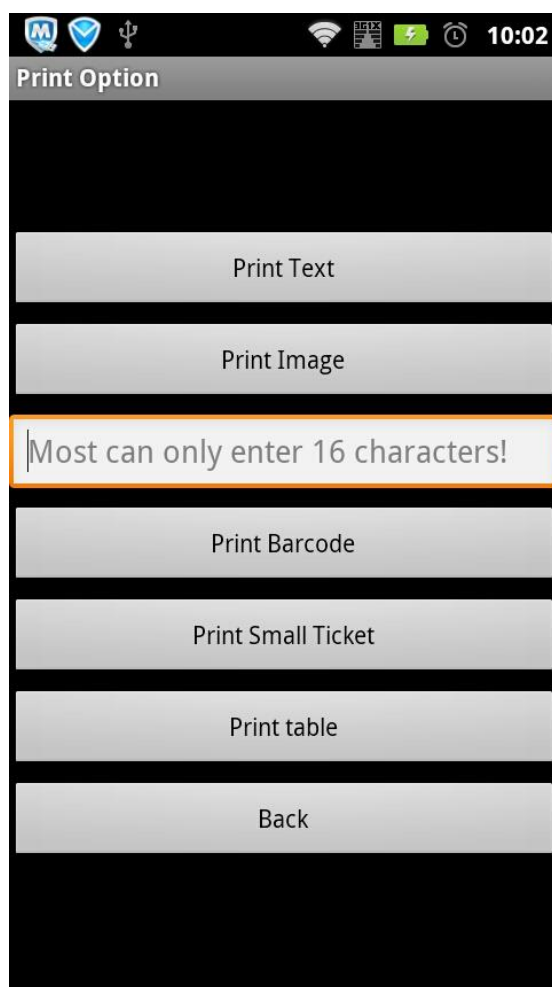 10:02
Print Option
Print Text
Print Image
Most can only enter 16 characters!
Print Barcode
Print Small Ticket
Print table
Back